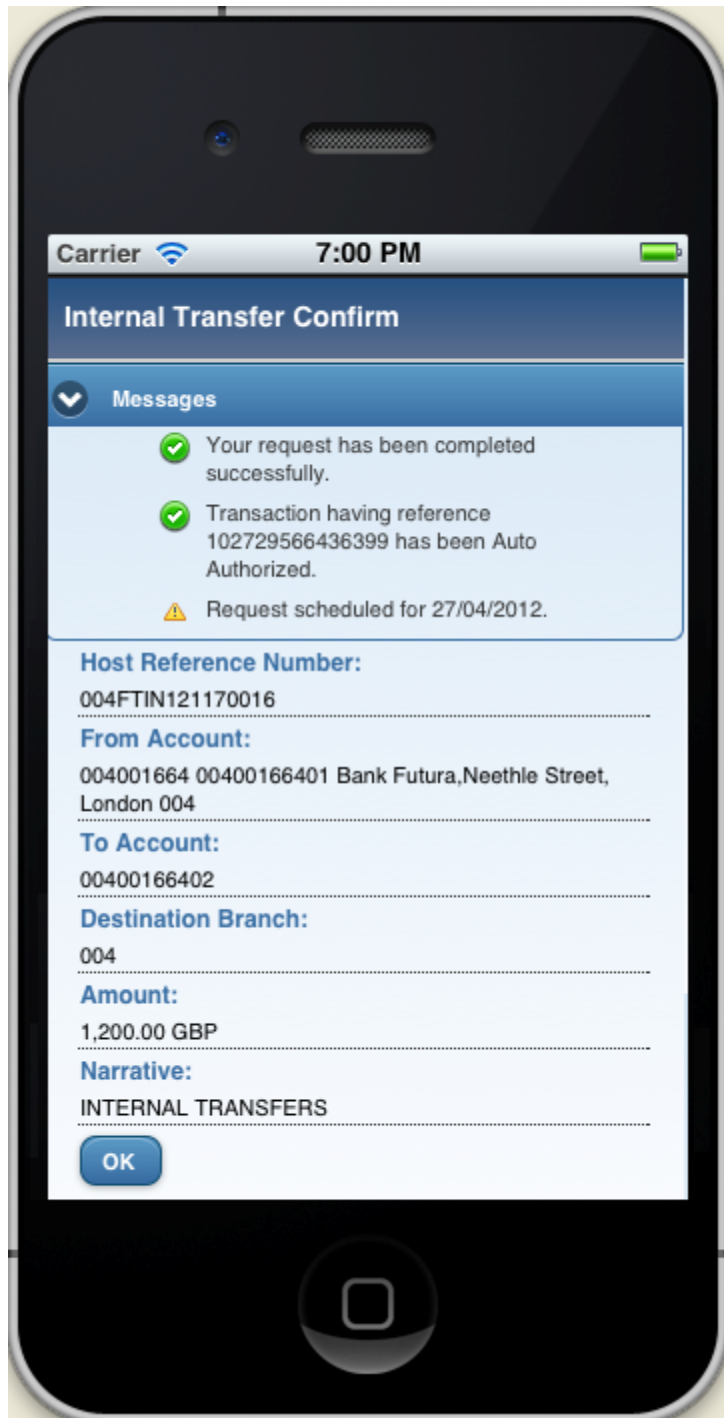 Carrier 7:00 PM
Internal Transfer Confirm
Messages
Your request has been completed
successfully.
Transaction having reference
102729566436399 has been Auto
Authorized.
Request scheduled for 27/04/2012.
Host Reference Number:
004FTIN121170016
From Account:
004001664 00400166401 Bank Futura,Neethle Street,
London 004
To Account:
00400166402
Destination Branch:
004
Amount:
1,200.00 GBP
Narrative:
INTERNAL TRANSFERS
OK